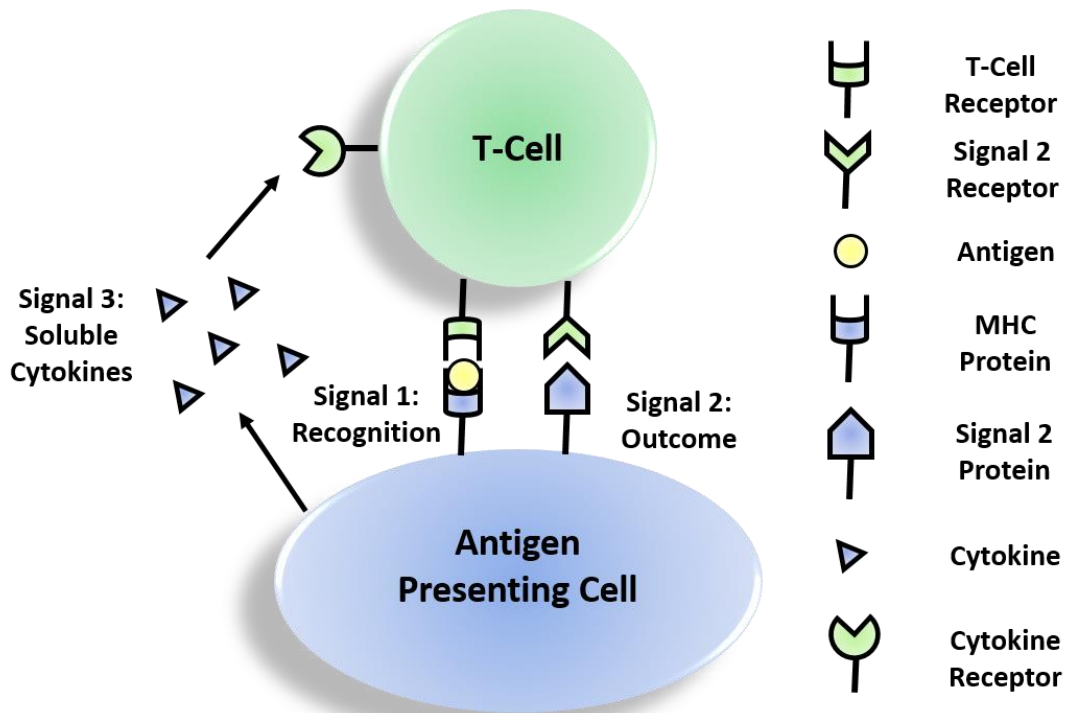 T-Cell
Signal 3:
Soluble
Cytokines
Signal 1:
Recognition
Signal 2:
Outcome
Antigen
Presenting Cell
T-Cell
Receptor
Signal 2
Receptor
Antigen
MHC
Protein
Signal 2
Protein
Cytokine
Cytokine
Receptor